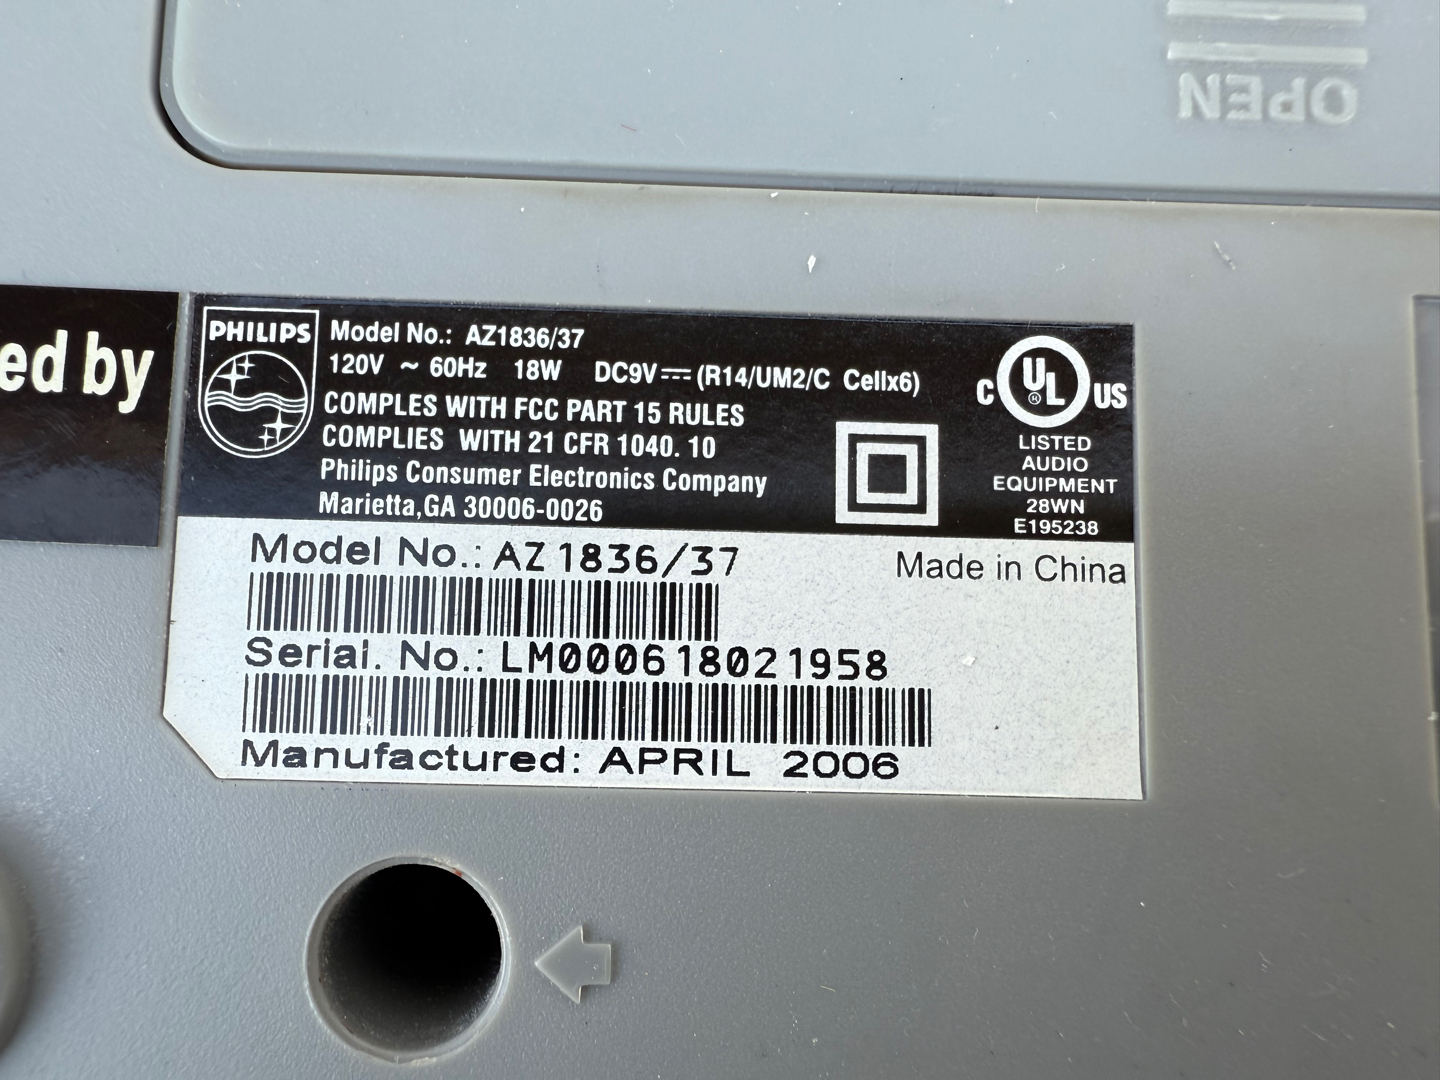 OPEN
ed by
PHILIPS
Model No.: AZ1836/37
120V ~ 60Hz 18W DC9V⎓(R14/UM2/C Cellx6)
COMPLES WITH FCC PART 15 RULES
COMPLIES WITH 21 CFR 1040. 10
Philips Consumer Electronics Company
Marietta,GA 30006-0026
C UL ® US
LISTED
AUDIO
EQUIPMENT
28WN
E195238
Model No.: AZ1836/37
Made in China
Serial. No.: LM000618021958
Manufactured: APRIL 2006